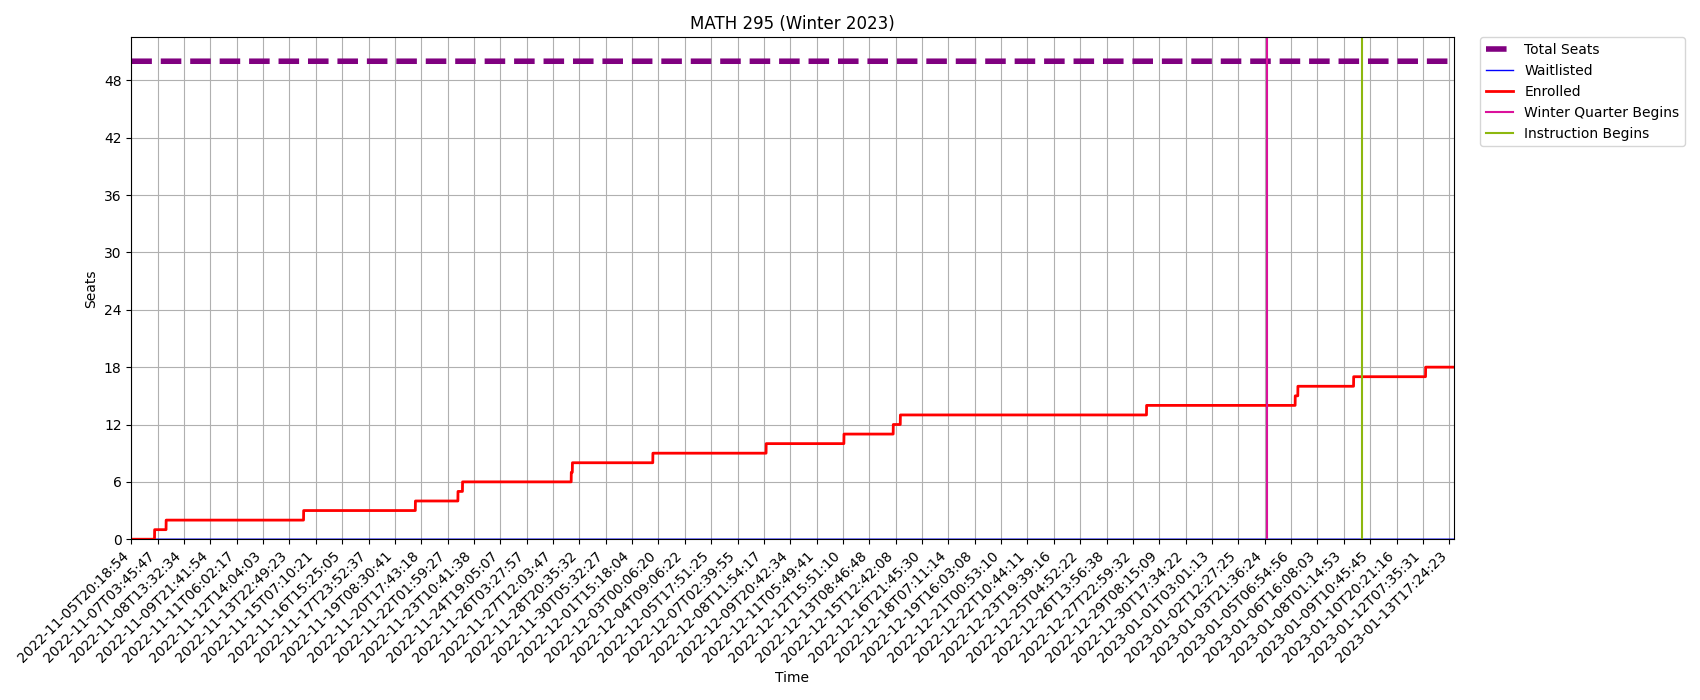 MATH 295 (Winter 2023)
Total Seats
Waitlisted
Enrolled
Winter Quarter Begins
Instruction Begins
Seats
48
42
36
30
24
18
12
6
0
2022-11-05T20:18:54
2022-11-07T03:45:47
2022-11-08T13:32:34
2022-11-09T21:41:54
2022-11-11T06:02:17
2022-11-12T14:04:03
2022-11-13T22:49:23
2022-11-15T07:10:21
2022-11-16T15:25:05
2022-11-17T23:52:37
2022-11-19T08:30:41
2022-11-20T17:43:18
2022-11-22T01:59:27
2022-11-23T10:41:38
2022-11-24T19:05:07
2022-11-26T03:27:57
2022-11-27T12:03:47
2022-11-28T20:35:32
2022-11-30T05:32:27
2022-12-01T15:18:04
2022-12-03T00:06:20
2022-12-04T09:06:22
2022-12-05T17:51:25
2022-12-07T02:39:55
2022-12-08T11:54:17
2022-12-09T20:42:34
2022-12-11T05:49:41
2022-12-12T15:51:10
2022-12-13T08:46:48
2022-12-15T12:42:08
2022-12-16T21:45:30
2022-12-18T07:11:14
2022-12-19T16:03:08
2022-12-21T00:53:10
2022-12-22T10:44:11
2022-12-23T19:39:16
2022-12-25T04:52:22
2022-12-26T13:56:38
2022-12-27T22:59:32
2022-12-29T08:15:09
2022-12-30T17:34:22
2023-01-01T03:01:13
2023-01-02T12:27:25
2023-01-03T21:36:24
2023-01-05T06:54:56
2023-01-06T16:08:03
2023-01-08T01:14:53
2023-01-09T10:45:45
2023-01-10T20:21:16
2023-01-12T07:35:31
2023-01-13T17:24:23
Time